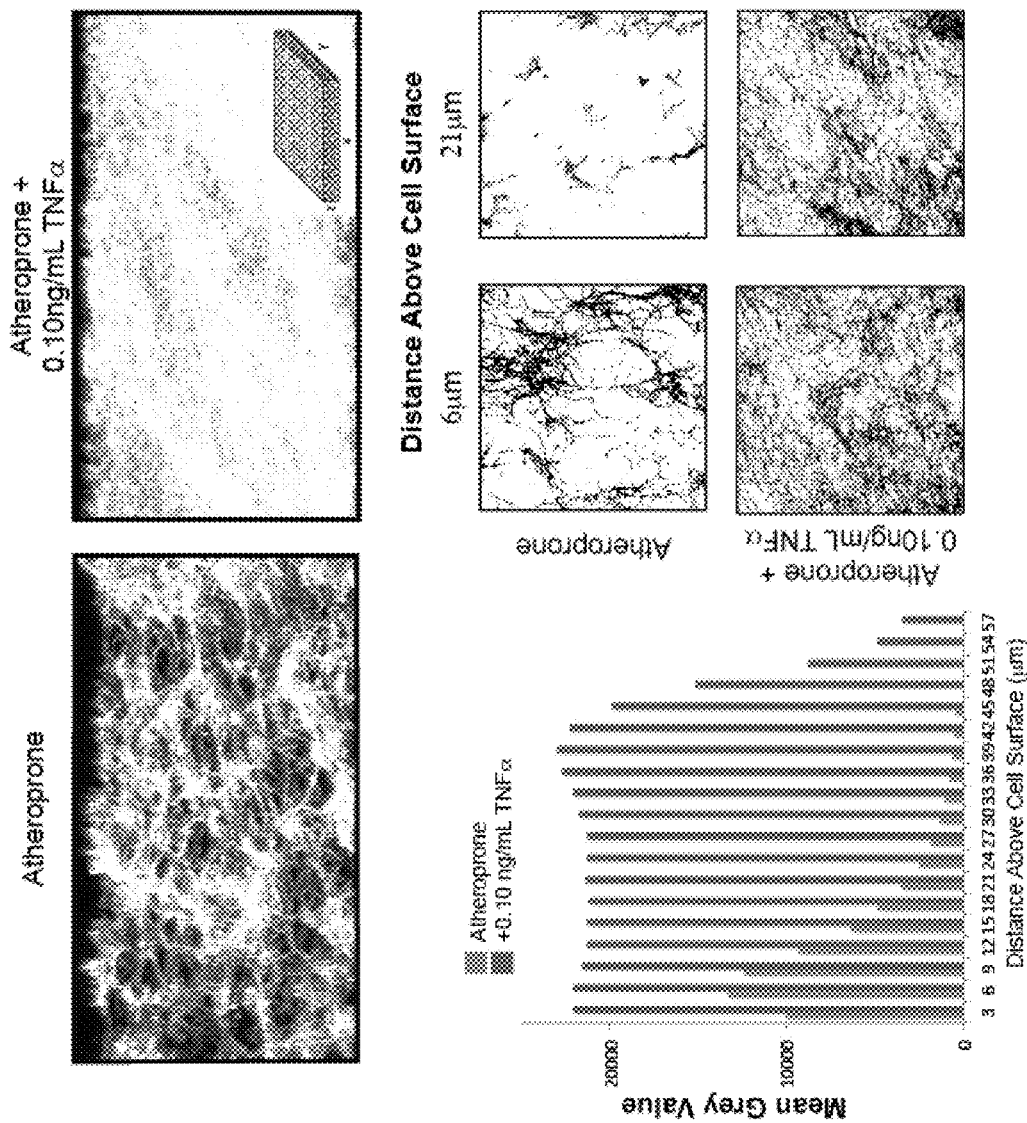 Atheroprone
Atheroprone +
0.10ng/mL TNFα
Y
X
Distance Above Cell Surface
6µm
21µm
Atheroprone
Atheroprone +
0.10ng/mL TNFα
Atheroprone
+0.10 ng/mL TNFα
Mean Grey Value
20000
10000
0
3 6 9 12 15 18 21 24 27 30 33 36 39 42 45 48 51 54 57
Distance Above Cell Surface (µm)